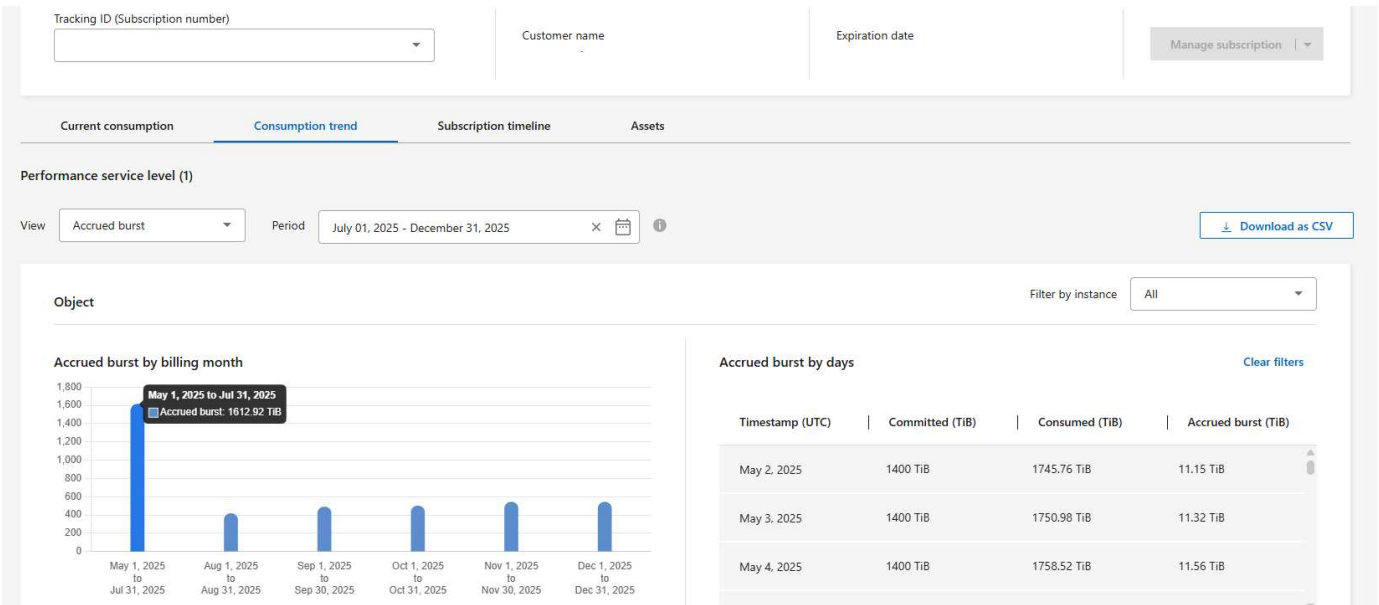 Tracking ID (Subscription number)
Customer name
Expiration date
Manage subscription
Current consumption
Consumption trend
Subscription timeline
Assets
Performance service level (1)
View
Accrued burst
Period
July 01, 2025 - December 31, 2025
Download as CSV
Object
Filter by instance
All
Accrued burst by billing month
1,800
1,600
1,400
1,200
1,000
800
600
400
200
0
May 1, 2025 to Jul 31, 2025
Accrued burst: 1612.92 TiB
May 1, 2025
to
Jul 31, 2025
Aug 1, 2025
to
Aug 31, 2025
Sep 1, 2025
to
Sep 30, 2025
Oct 1, 2025
to
Oct 31, 2025
Nov 1, 2025
to
Nov 30, 2025
Dec 1, 2025
to
Dec 31, 2025
Accrued burst by days
Clear filters
Timestamp (UTC) Committed (TiB) Consumed (TiB) Accrued burst (TiB)
May 2, 2025 1400 TiB 1745.76 TiB 11.15 TiB
May 3, 2025 1400 TiB 1750.98 TiB 11.32 TiB
May 4, 2025 1400 TiB 1758.52 TiB 11.56 TiB